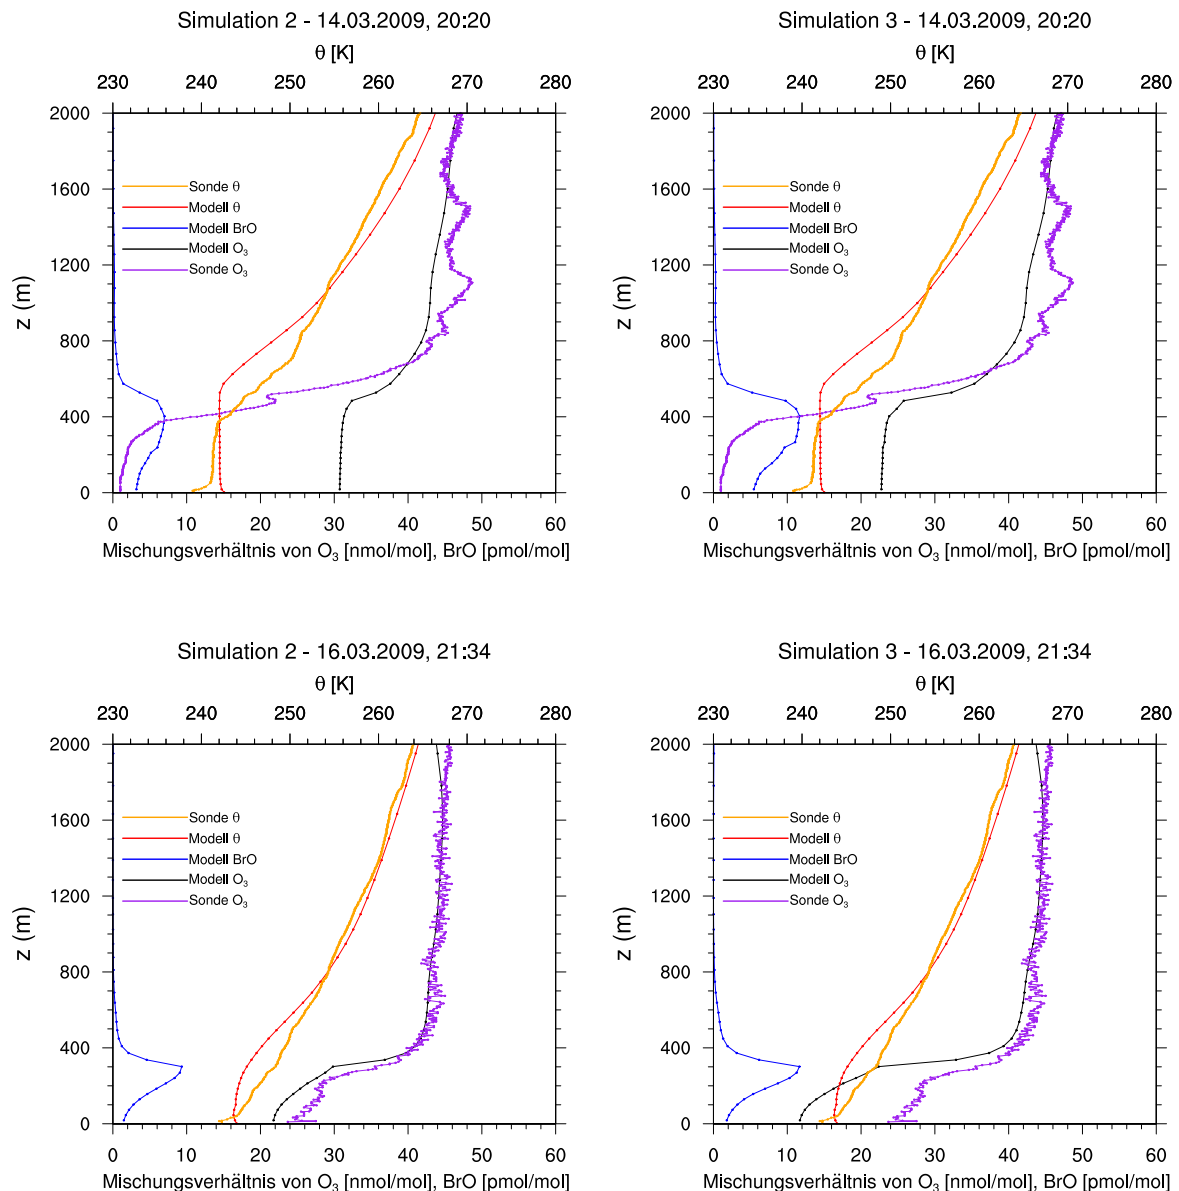 Simulation 2 - 14.03.2009, 20:20
θ [K]
230 240 250 260 270 280
2000
1600
1200
800
400
0
z (m)
Sonde θ
Modell θ
Modell BrO
Modell O₃
Sonde O₃
0 10 20 30 40 50 60
Mischungsverhältnis von O₃ [nmol/mol], BrO [pmol/mol]
Simulation 3 - 14.03.2009, 20:20
θ [K]
230 240 250 260 270 280
2000
1600
1200
800
400
0
z (m)
Sonde θ
Modell θ
Modell BrO
Modell O₃
Sonde O₃
0 10 20 30 40 50 60
Mischungsverhältnis von O₃ [nmol/mol], BrO [pmol/mol]
Simulation 2 - 16.03.2009, 21:34
θ [K]
230 240 250 260 270 280
2000
1600
1200
800
400
0
z (m)
Sonde θ
Modell θ
Modell BrO
Modell O₃
Sonde O₃
0 10 20 30 40 50 60
Mischungsverhältnis von O₃ [nmol/mol], BrO [pmol/mol]
Simulation 3 - 16.03.2009, 21:34
θ [K]
230 240 250 260 270 280
2000
1600
1200
800
400
0
z (m)
Sonde θ
Modell θ
Modell BrO
Modell O₃
Sonde O₃
0 10 20 30 40 50 60
Mischungsverhältnis von O₃ [nmol/mol], BrO [pmol/mol]